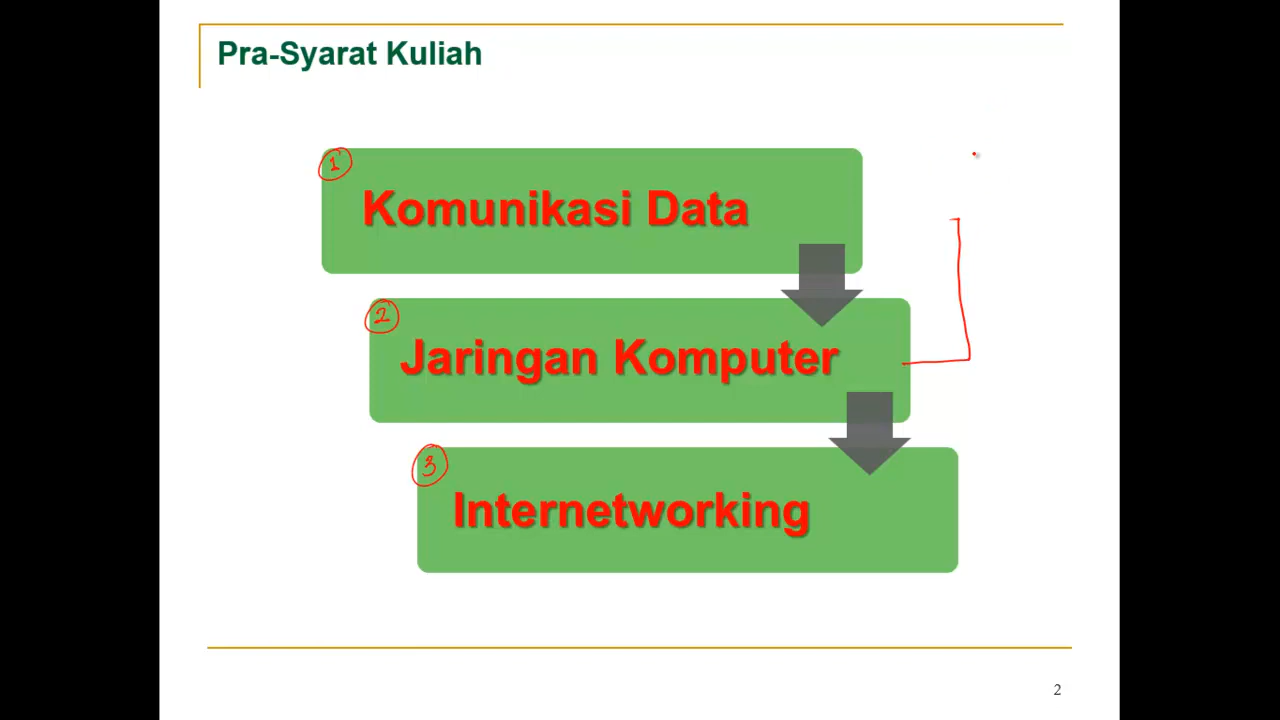 Pra-Syarat Kuliah
1
Komunikasi Data
2
Jaringan Komputer
3
Internetworking
2